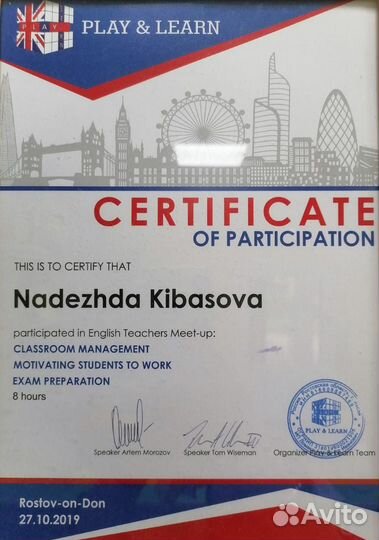 PLAY
PLAY & LEARN
CERTIFICATE
OF PARTICIPATION
THIS IS TO CERTIFY THAT
Nadezhda Kibasova
participated in English Teachers Meet-up:
CLASSROOM MANAGEMENT
MOTIVATING STUDENTS TO WORK
EXAM PREPARATION
8 hours
PLAY & LEARN
Speaker Artem Morozov
Speaker Tom Wiseman
Organizer Play & Learn Team
Rostov-on-Don
27.10.2019
Avito